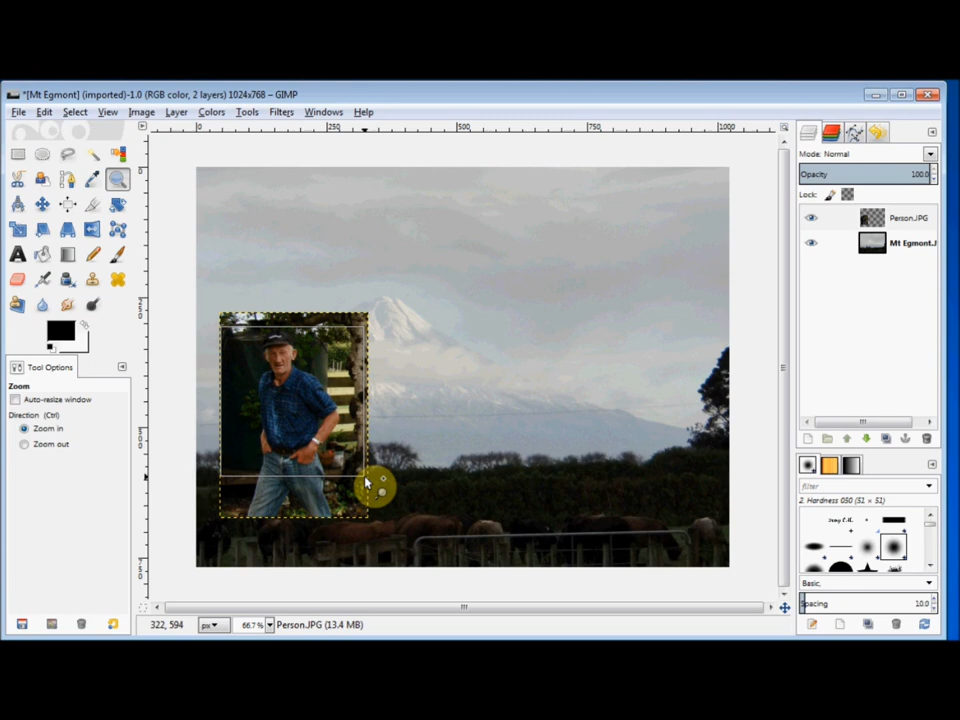 *[Mt Egmont] (imported)-1.0 (RGB color, 2 layers) 1024x768 – GIMP
File Edit Select View Image Layer Colors Tools Filters Windows Help
0 250 500 750 1000
Mode: Normal
Opacity 100.0
Lock:
Person.JPG
Mt Egmont.J
Tool Options
Zoom
Auto-resize window
Direction (Ctrl)
Zoom in
Zoom out
filter
2. Hardness 050 (51 × 51)
Basic,
Spacing 10.0
322, 594 px 66.7 % Person.JPG (13.4 MB)